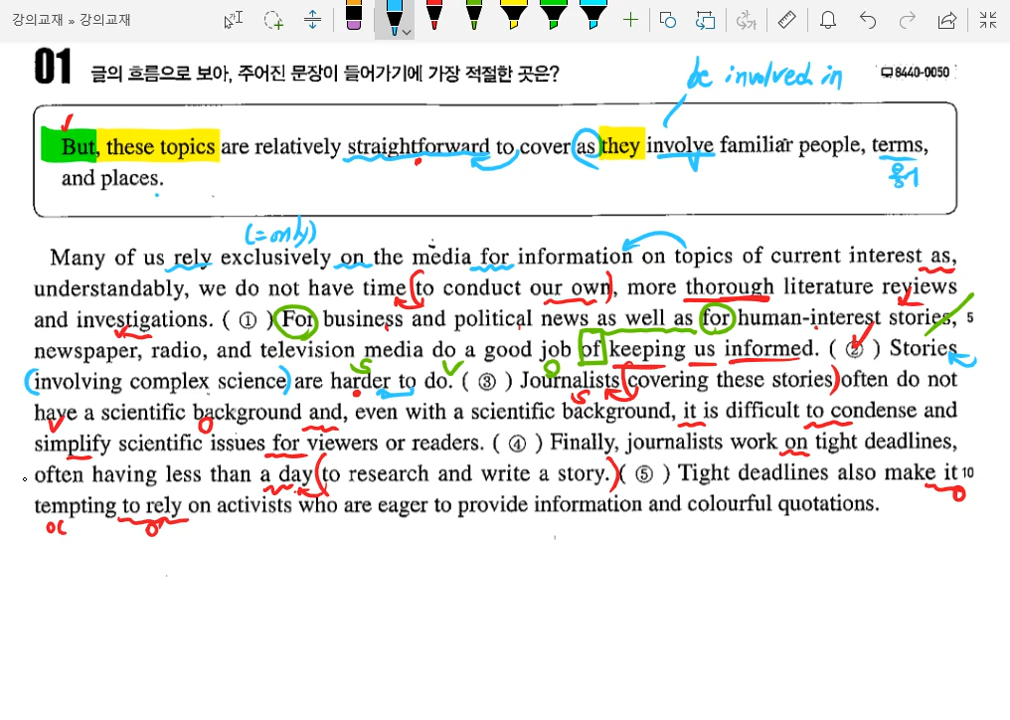 강의교재 » 강의교재
01 글의 흐름으로 보아, 주어진 문장이 들어가기에 가장 적절한 곳은?
be involved in
8440-0050
But, these topics are relatively straightforward to cover as they involve familiar people, terms,
용어
and places.
(=only)
Many of us rely exclusively on the media for information on topics of current interest as,
understandably, we do not have time to conduct our own, more thorough literature reviews
and investigations. ( ① ) For business and political news as well as for human-interest stories, 5
newspaper, radio, and television media do a good job of keeping us informed. ( ② ) Stories
S V O
involving complex science are harder to do. ( ③ ) Journalists covering these stories often do not
S
have a scientific background and, even with a scientific background, it is difficult to condense and
V O
simplify scientific issues for viewers or readers. ( ④ ) Finally, journalists work on tight deadlines,
often having less than a day to research and write a story. ( ⑤ ) Tight deadlines also make it 10
tempting to rely on activists who are eager to provide information and colourful quotations.
OC